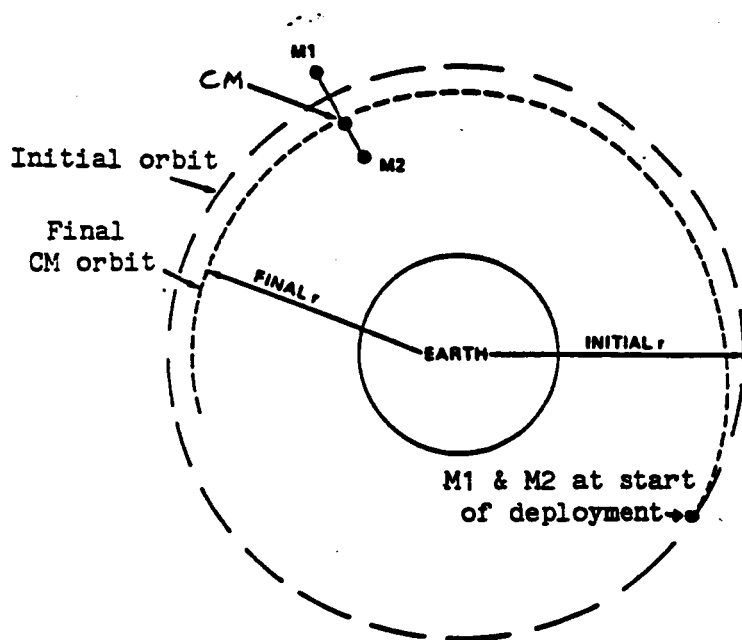 M1
CM
M2
Initial orbit
Final
CM orbit
FINAL r
EARTH
INITIAL r
M1 & M2 at start
of deployment